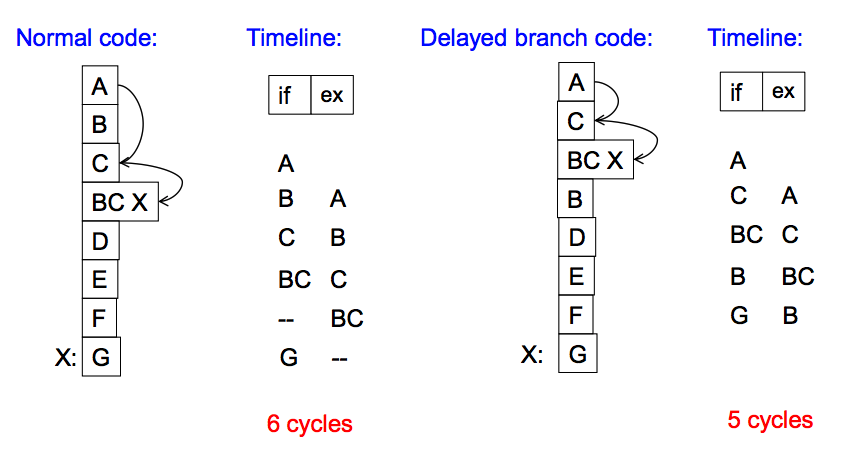 Normal code:
Timeline:
Delayed branch code:
Timeline:
A
B
C
BC X
D
E
F
X: G
if ex
A
B A
C B
BC C
-- BC
G --
6 cycles
A
C
BC X
B
D
E
F
X: G
if ex
A
C A
BC C
B BC
G B
5 cycles